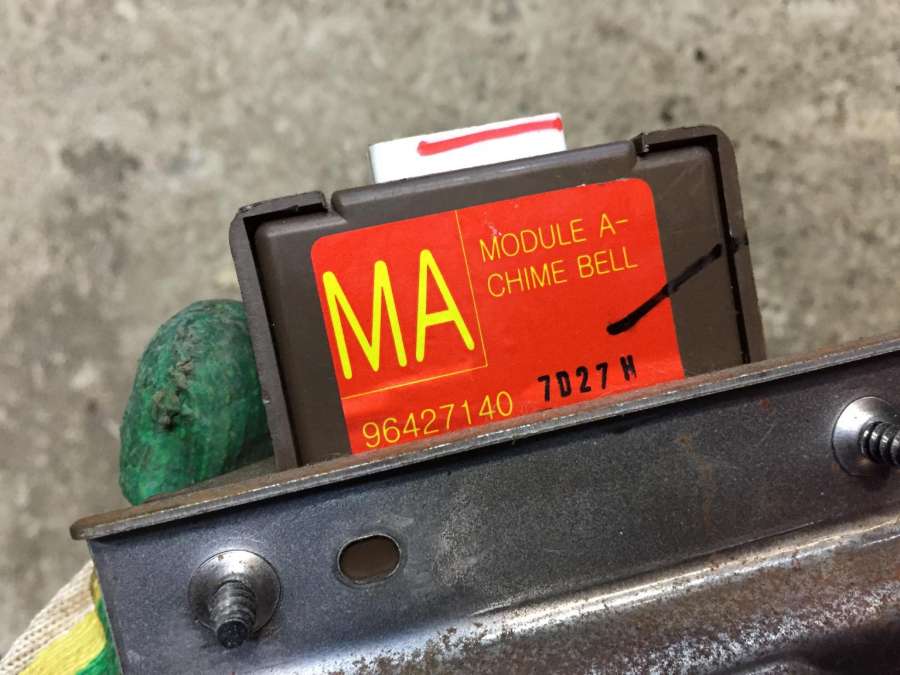 MA
MODULE A-
CHIME BELL
96427140 7D27 H